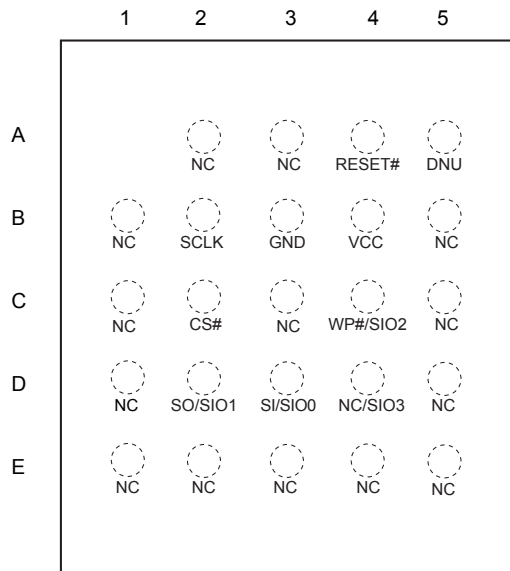 1 2 3 4 5
A
NC NC RESET# DNU
B
NC SCLK GND VCC NC
C
NC CS# NC WP#/SIO2 NC
D
NC SO/SIO1 SI/SIO0 NC/SIO3 NC
E
NC NC NC NC NC